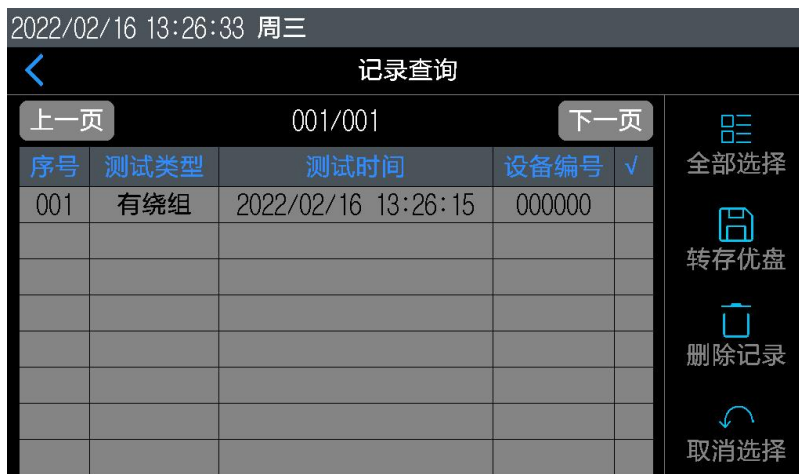 2022/02/16 13:26:33 周三
记录查询
上一页 001/001 下一页
序号 测试类型 测试时间 设备编号 √
001 有绕组 2022/02/16 13:26:15 000000
全部选择
转存优盘
删除记录
取消选择